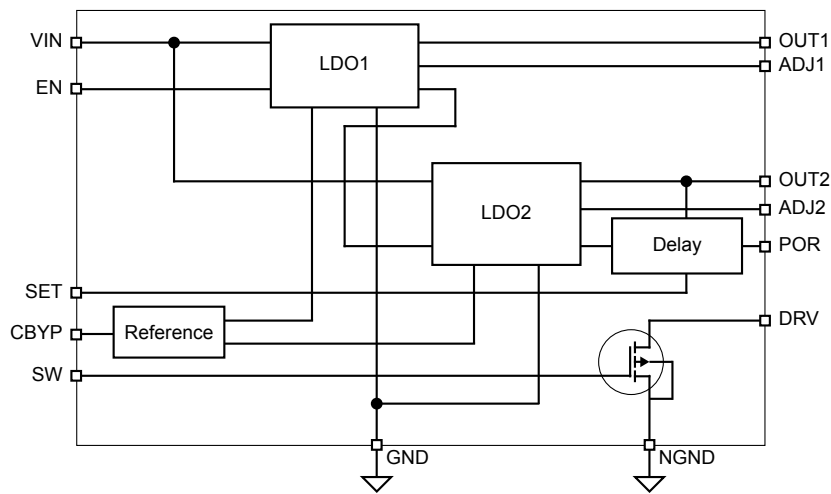 VIN
OUT1
LDO1
ADJ1
EN
OUT2
LDO2
ADJ2
Delay
POR
SET
DRV
CBYP
Reference
SW
GND
NGND